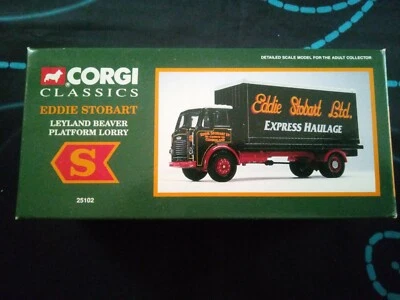 CORGI
CLASSICS
EDDIE STOBART
LEYLAND BEAVER
PLATFORM LORRY
S
25102
DETAILED SCALE MODEL FOR THE ADULT COLLECTOR
Eddie Stobart Ltd.
EXPRESS HAULAGE